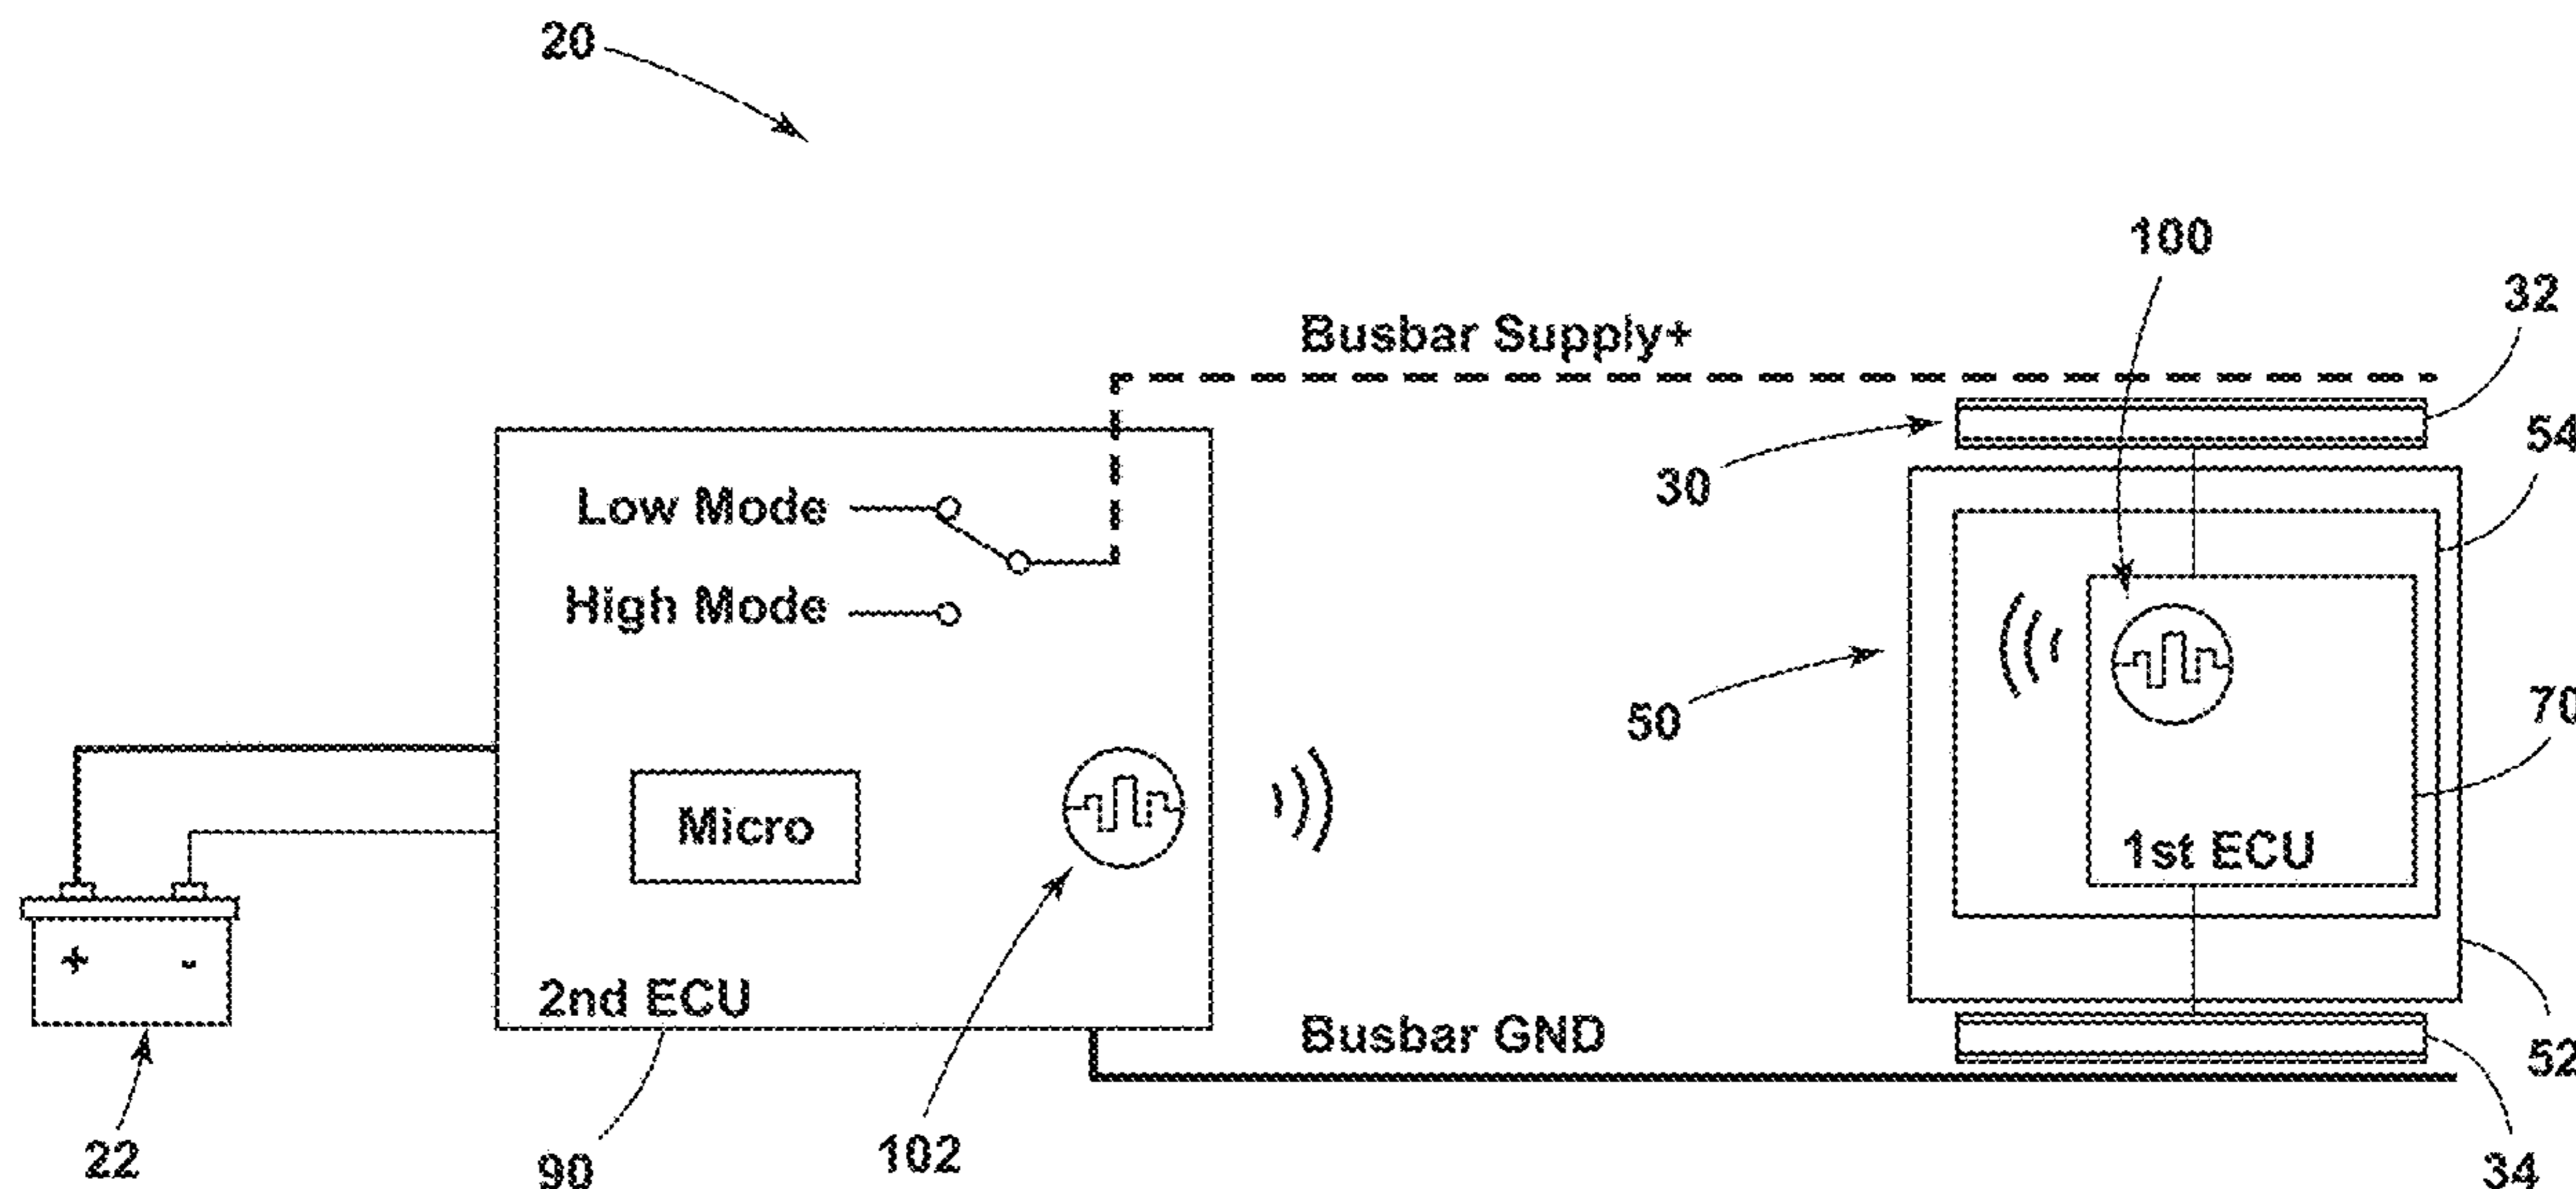 20
100
32
Busbar Supply+
54
30
Low Mode
High Mode
50
70
Micro
1st ECU
+ -
2nd ECU
Busbar GND
52
22
90
102
34